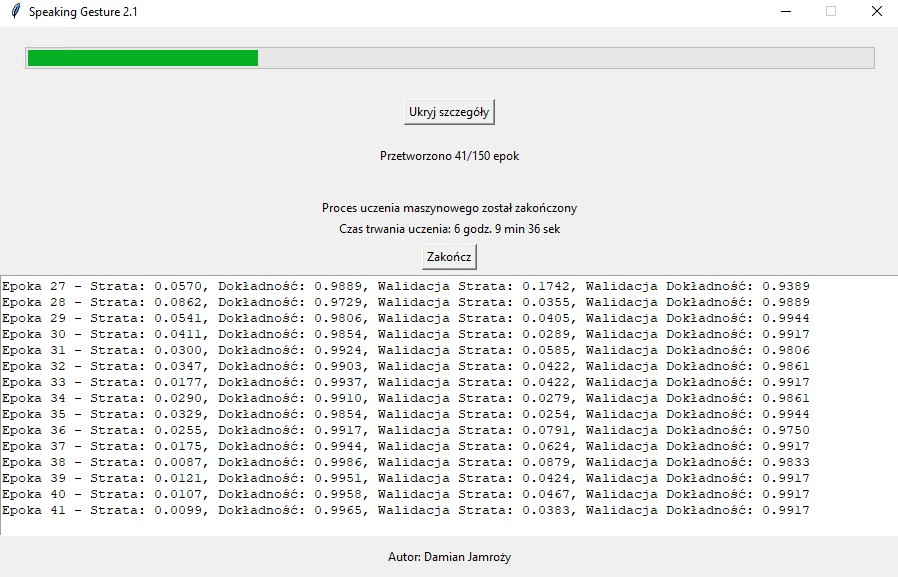 Speaking Gesture 2.1
Ukryj szczegóły
Przetworzono 41/150 epok
Proces uczenia maszynowego został zakończony
Czas trwania uczenia: 6 godz. 9 min 36 sek
Zakończ
Epoka 27 - Strata: 0.0570, Dokładność: 0.9889, Walidacja Strata: 0.1742, Walidacja Dokładność: 0.9389
Epoka 28 - Strata: 0.0862, Dokładność: 0.9729, Walidacja Strata: 0.0355, Walidacja Dokładność: 0.9889
Epoka 29 - Strata: 0.0541, Dokładność: 0.9806, Walidacja Strata: 0.0405, Walidacja Dokładność: 0.9944
Epoka 30 - Strata: 0.0411, Dokładność: 0.9854, Walidacja Strata: 0.0289, Walidacja Dokładność: 0.9917
Epoka 31 - Strata: 0.0300, Dokładność: 0.9924, Walidacja Strata: 0.0585, Walidacja Dokładność: 0.9806
Epoka 32 - Strata: 0.0347, Dokładność: 0.9903, Walidacja Strata: 0.0422, Walidacja Dokładność: 0.9861
Epoka 33 - Strata: 0.0177, Dokładność: 0.9937, Walidacja Strata: 0.0422, Walidacja Dokładność: 0.9917
Epoka 34 - Strata: 0.0290, Dokładność: 0.9910, Walidacja Strata: 0.0279, Walidacja Dokładność: 0.9861
Epoka 35 - Strata: 0.0329, Dokładność: 0.9854, Walidacja Strata: 0.0254, Walidacja Dokładność: 0.9944
Epoka 36 - Strata: 0.0255, Dokładność: 0.9917, Walidacja Strata: 0.0791, Walidacja Dokładność: 0.9750
Epoka 37 - Strata: 0.0175, Dokładność: 0.9944, Walidacja Strata: 0.0624, Walidacja Dokładność: 0.9917
Epoka 38 - Strata: 0.0087, Dokładność: 0.9986, Walidacja Strata: 0.0879, Walidacja Dokładność: 0.9833
Epoka 39 - Strata: 0.0121, Dokładność: 0.9951, Walidacja Strata: 0.0424, Walidacja Dokładność: 0.9917
Epoka 40 - Strata: 0.0107, Dokładność: 0.9958, Walidacja Strata: 0.0467, Walidacja Dokładność: 0.9917
Epoka 41 - Strata: 0.0099, Dokładność: 0.9965, Walidacja Strata: 0.0383, Walidacja Dokładność: 0.9917
Autor: Damian Jamroży